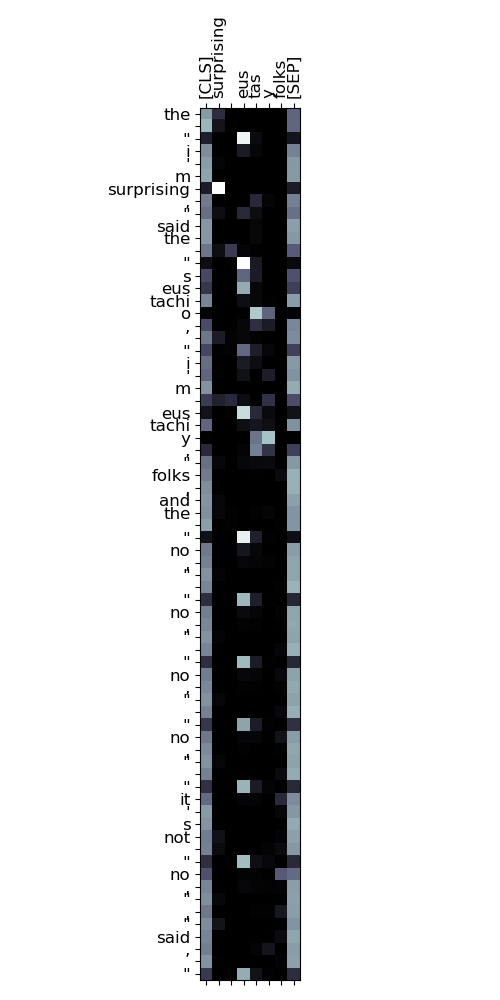 [CLS]
surprising
eus
tas
y
folks
[SEP]
the
"
i
'
m
surprising
,
"
said
the
"
s
eus
tachi
o
,
"
i
'
m
eus
tachi
y
,
"
folks
and
the
"
no
,
"
"
no
,
"
"
no
,
"
"
no
,
"
"
it
'
s
not
"
no
,
"
,
"
said
,
"